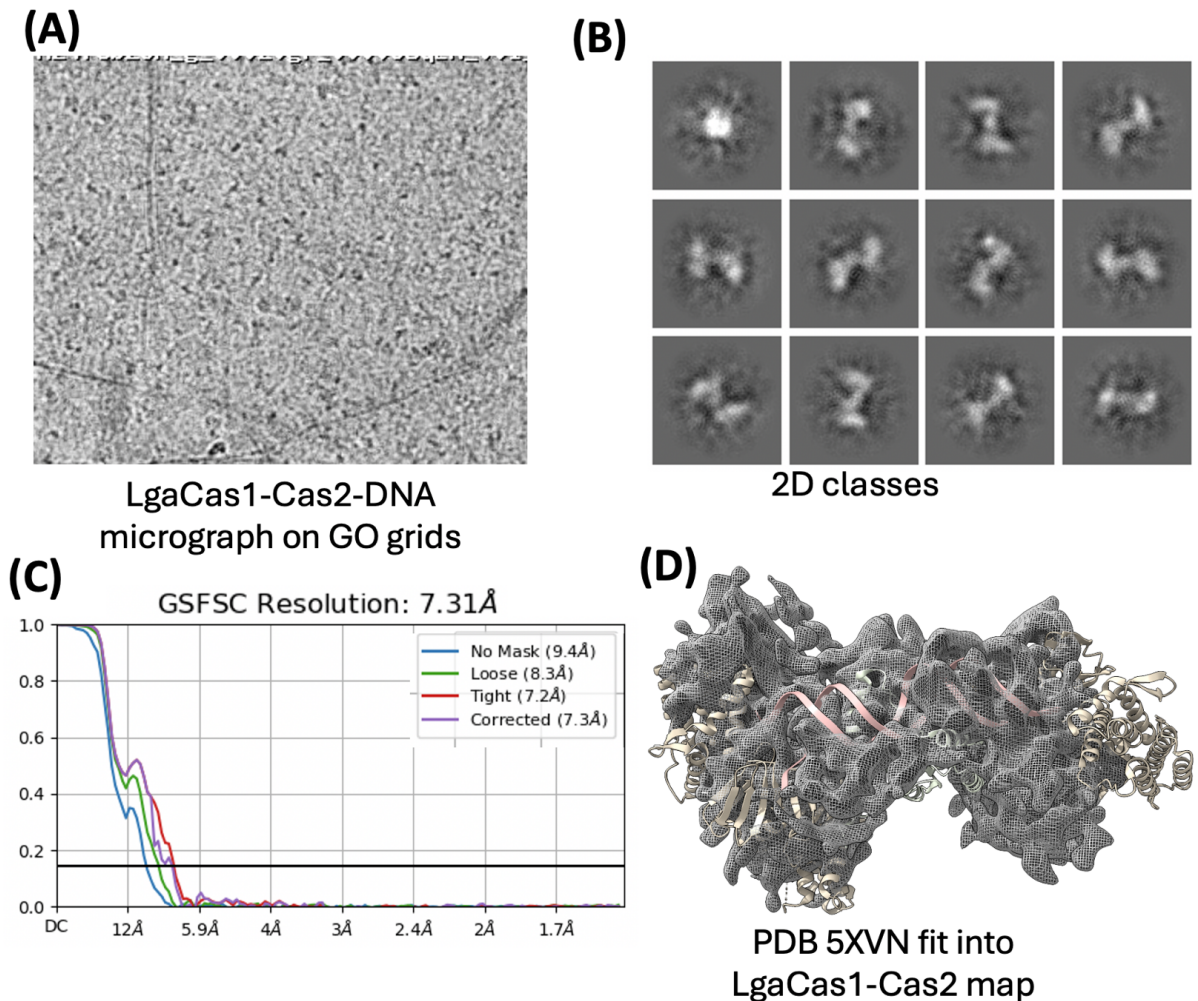 (A)
LgaCas1-Cas2-DNA
micrograph on GO grids
(B)
2D classes
(C)
GSFSC Resolution: 7.31Å
No Mask (9.4Å)
Loose (8.3Å)
Tight (7.2Å)
Corrected (7.3Å)
1.0
0.8
0.6
0.4
0.2
0.0
DC 12Å 5.9Å 4Å 3Å 2.4Å 2Å 1.7Å
(D)
PDB 5XVN fit into
LgaCas1-Cas2 map